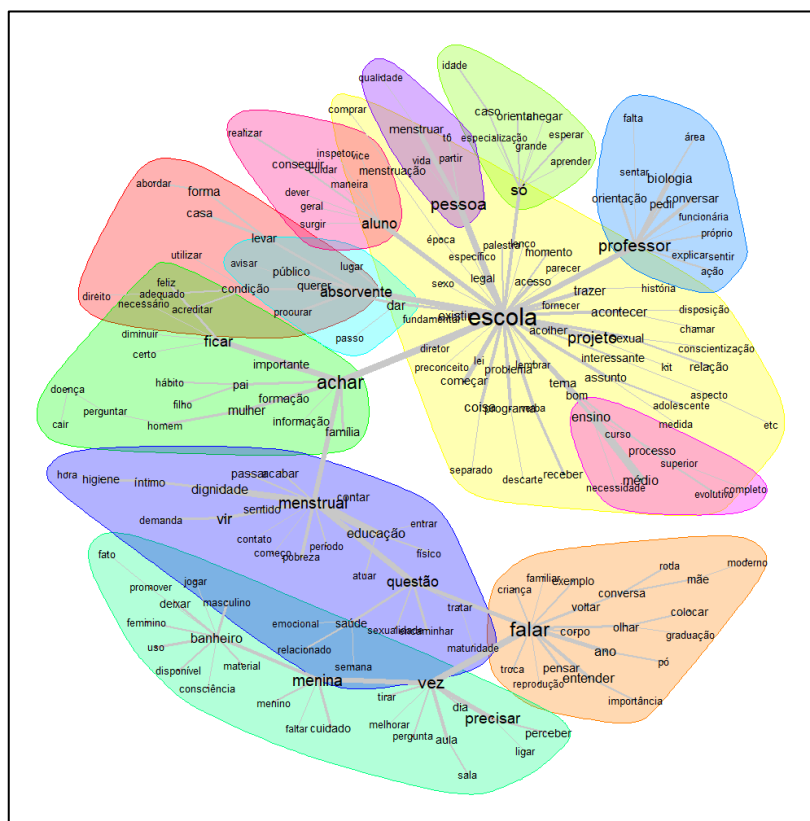 idade
qualidade
caso
orientar
chegar
comprar
menstruar
tô
especialização
esperar
falta
área
realizar
inspetor
vice
vida
partir
grande
aprender
sentar
biologia
conseguir
cuidar
menstruação
só
orientação
pedir
conversar
abordar
forma
dever
maneira
pessoa
funcionária
geral
aluno
próprio
casa
surgir
professor
explicar
sentir
levar
época
palestra
lenço
momento
ação
utilizar
avisar
público
lugar
específico
parecer
feliz
querer
sexo
legal
acesso
trazer
história
direito
adequado
condição
absorvente
fornecer
necessário
procurar
dar
existir
escola
acontecer
disposição
acreditar
passo
fundamental
acolher
chamar
diminuir
ficar
diretor
projeto
sexual
conscientização
certo
importante
preconceito
lei
lembrar
interessante
kit
relação
doença
hábito
pai
achar
começar
problema
tema
assunto
aspecto
filho
formação
bom
adolescente
perguntar
mulher
coisa
programa
verba
ensino
medida
etc
cair
homem
informação
família
curso
processo
superior
hora
higiene
íntimo
passar
acabar
separado
descarte
receber
necessidade
médio
evolutivo
completo
dignidade
contar
menstrual
demanda
vir
sentido
educação
entrar
contato
começo
período
físico
pobreza
fato
atuar
questão
familiar
exemplo
roda
moderno
promover
jogar
criança
conversa
mãe
deixar
masculino
tratar
voltar
colocar
feminino
emocional
saúde
sexualidade
encaminhar
falar
corpo
olhar
graduação
uso
banheiro
relacionado
maturidade
ano
disponível
material
semana
troca
pensar
pó
consciência
menina
vez
reprodução
entender
menino
tirar
importância
dia
precisar
faltar
cuidado
melhorar
perceber
pergunta
aula
ligar
sala